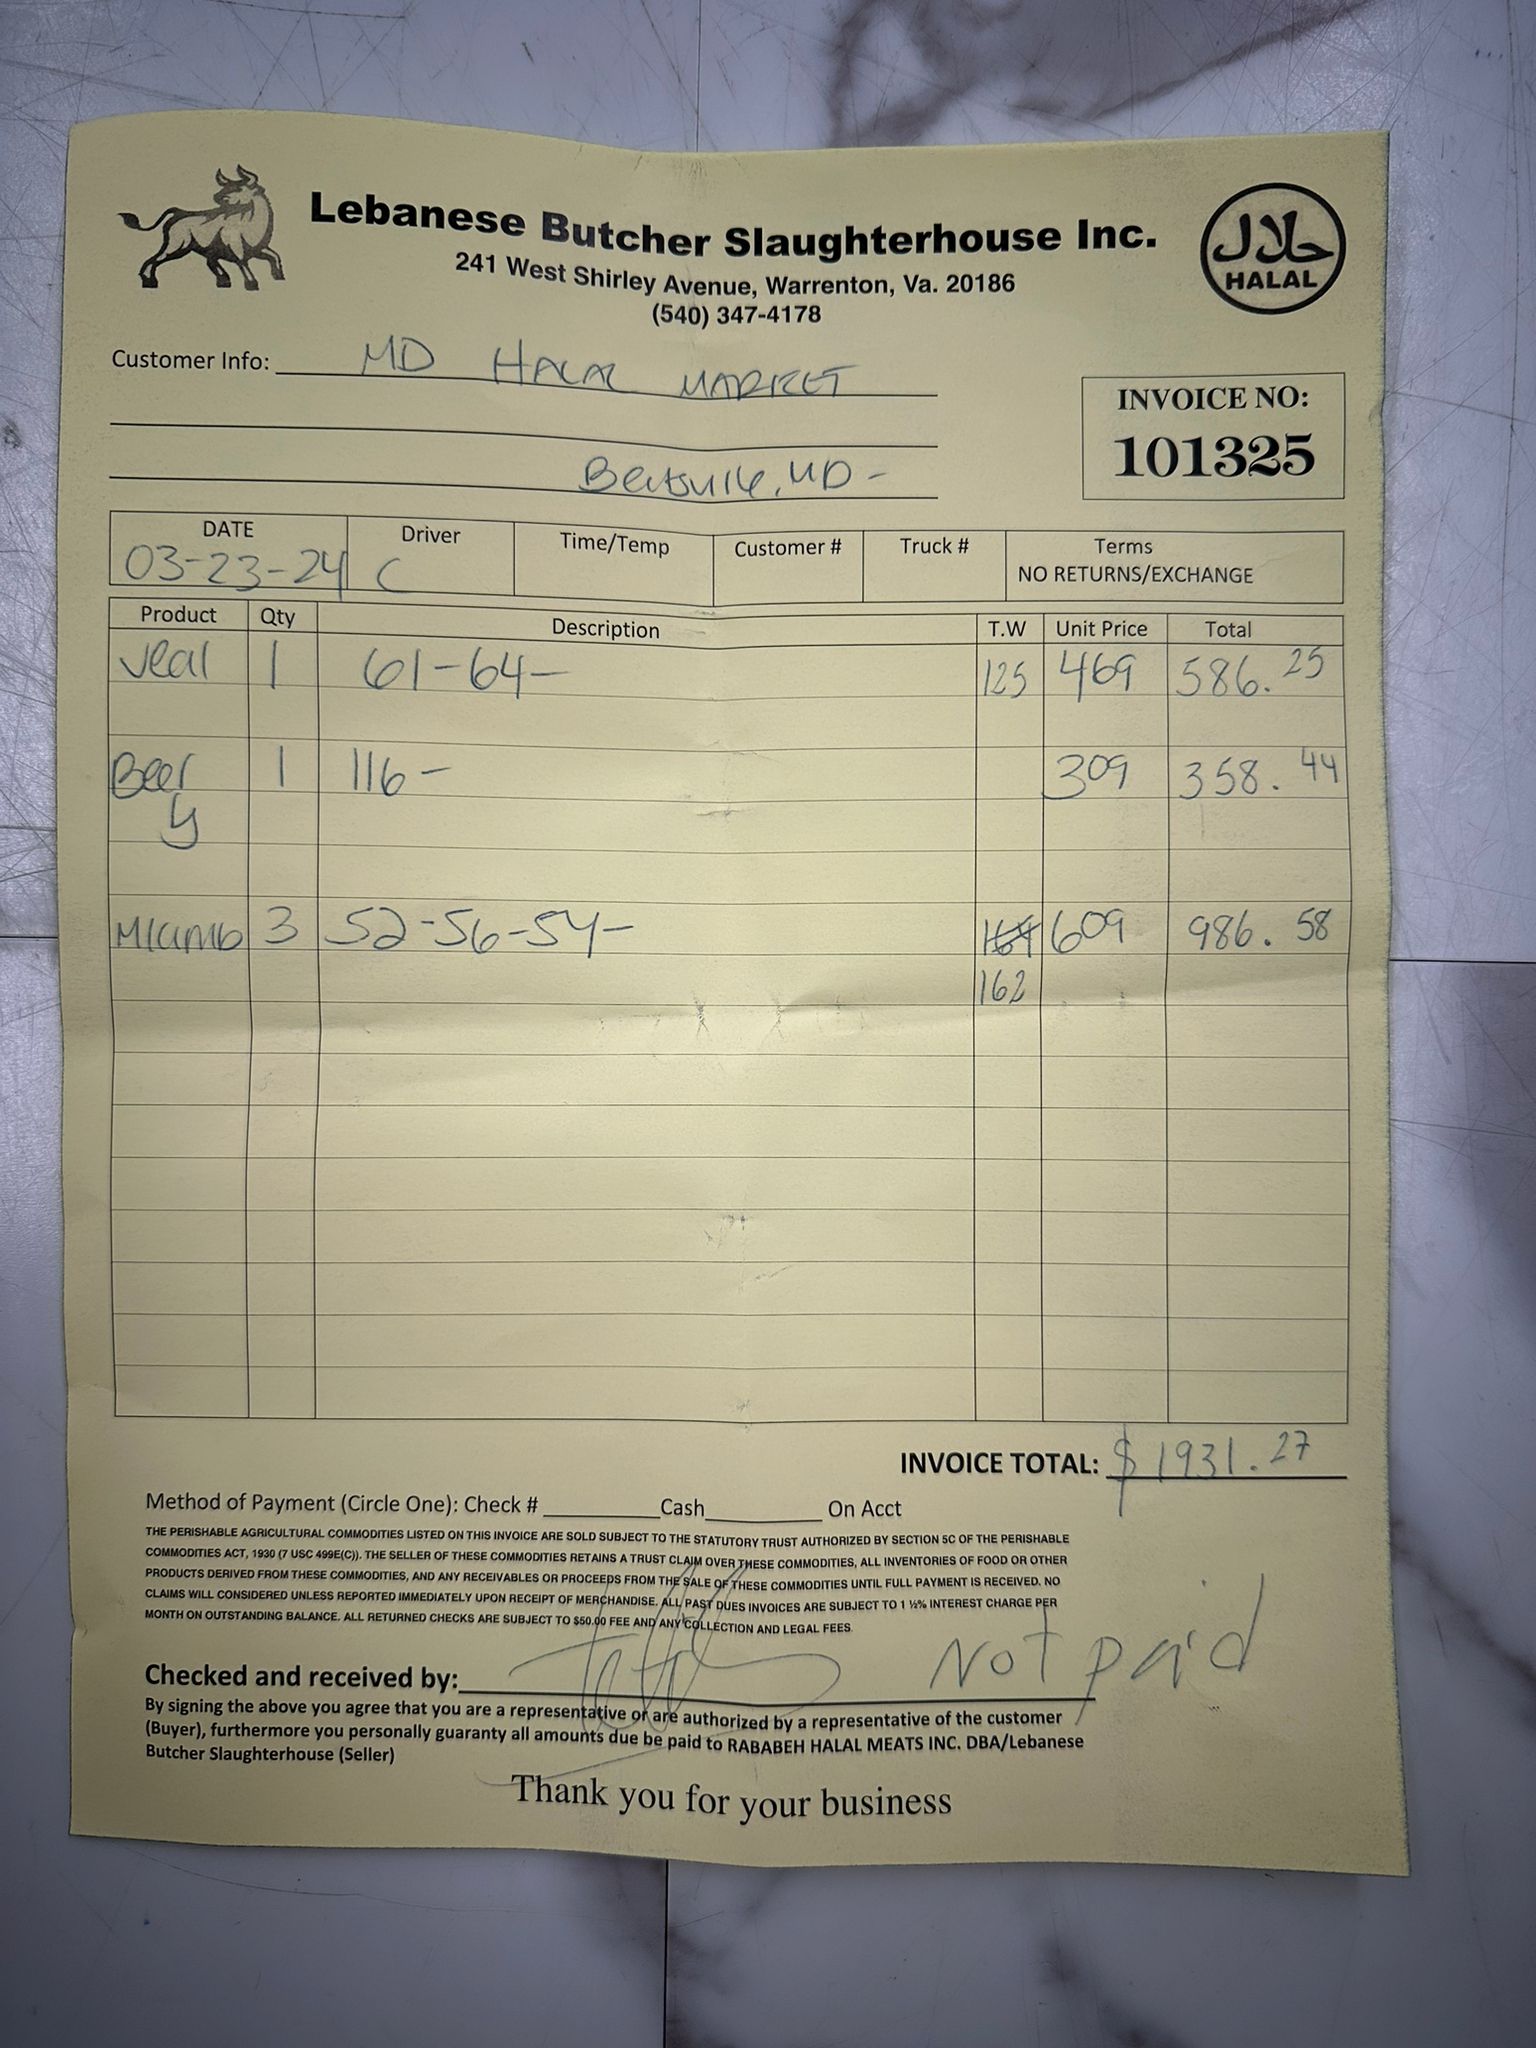 Lebanese Butcher Slaughterhouse Inc.
241 West Shirley Avenue, Warrenton, Va. 20186
(540) 347-4178
حلال
HALAL
Customer Info: MD HALAL MARKET
Beltsville, MD -
INVOICE NO:
101325
DATE Driver Time/Temp Customer # Truck # Terms
03-23-24 C NO RETURNS/EXCHANGE
Product Qty Description T.W Unit Price Total
Veal 1 61-64- 125 469 586.25
Beef 1 116- 309 358.44
y
Mlamb 3 52-56-54- 164 609 986.58
162
INVOICE TOTAL: $1931.27
Method of Payment (Circle One): Check # ________ Cash ________ On Acct
THE PERISHABLE AGRICULTURAL COMMODITIES LISTED ON THIS INVOICE ARE SOLD SUBJECT TO THE STATUTORY TRUST AUTHORIZED BY SECTION 5C OF THE PERISHABLE
COMMODITIES ACT, 1930 (7 USC 499E(C)). THE SELLER OF THESE COMMODITIES RETAINS A TRUST CLAIM OVER THESE COMMODITIES, ALL INVENTORIES OF FOOD OR OTHER
PRODUCTS DERIVED FROM THESE COMMODITIES, AND ANY RECEIVABLES OR PROCEEDS FROM THE SALE OF THESE COMMODITIES UNTIL FULL PAYMENT IS RECEIVED. NO
CLAIMS WILL CONSIDERED UNLESS REPORTED IMMEDIATELY UPON RECEIPT OF MERCHANDISE. ALL PAST DUES INVOICES ARE SUBJECT TO 1 ½% INTEREST CHARGE PER
MONTH ON OUTSTANDING BALANCE. ALL RETURNED CHECKS ARE SUBJECT TO $50.00 FEE AND ANY COLLECTION AND LEGAL FEES
Checked and received by: Not paid
By signing the above you agree that you are a representative or are authorized by a representative of the customer
(Buyer), furthermore you personally guaranty all amounts due be paid to RABABEH HALAL MEATS INC. DBA/Lebanese
Butcher Slaughterhouse (Seller)
Thank you for your business